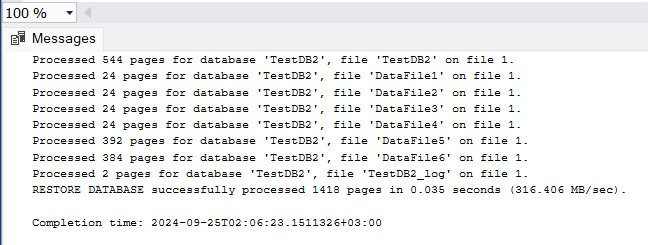 100 %
Messages
Processed 544 pages for database 'TestDB2', file 'TestDB2' on file 1.
Processed 24 pages for database 'TestDB2', file 'DataFile1' on file 1.
Processed 24 pages for database 'TestDB2', file 'DataFile2' on file 1.
Processed 24 pages for database 'TestDB2', file 'DataFile3' on file 1.
Processed 24 pages for database 'TestDB2', file 'DataFile4' on file 1.
Processed 392 pages for database 'TestDB2', file 'DataFile5' on file 1.
Processed 384 pages for database 'TestDB2', file 'DataFile6' on file 1.
Processed 2 pages for database 'TestDB2', file 'TestDB2_log' on file 1.
RESTORE DATABASE successfully processed 1418 pages in 0.035 seconds (316.406 MB/sec).
Completion time: 2024-09-25T02:06:23.1511326+03:00